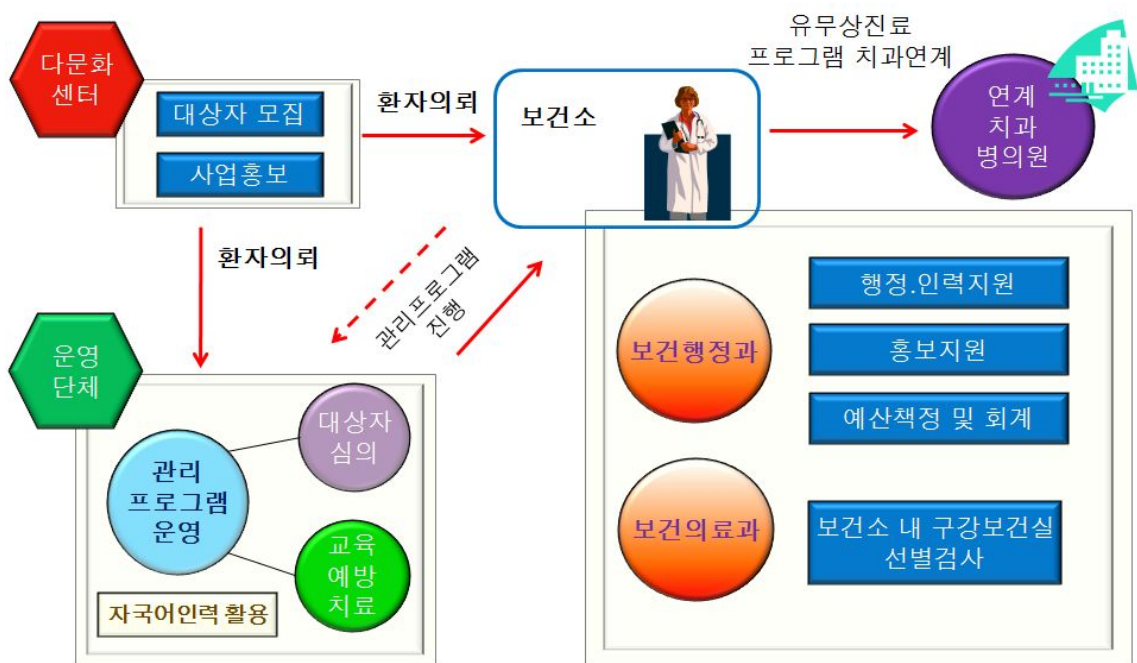 다문화
센터
대상자 모집
사업홍보
환자의뢰
보건소
유무상진료
프로그램 치과연계
연계
치과
병의원
환자의뢰
관리프로그램
진행
운영
단체
관리
프로그램
운영
대상자
심의
교육
예방
치료
자국어인력 활용
보건행정과
행정.인력지원
홍보지원
예산책정 및 회계
보건의료과
보건소 내 구강보건실
선별검사